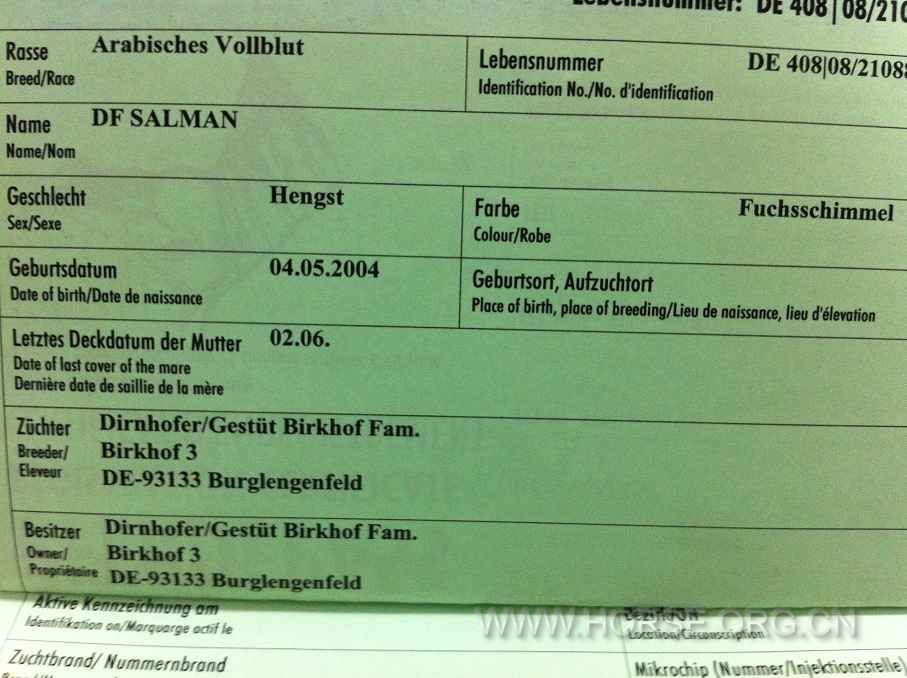 Lebensnummer: DE 408|08/210
Rasse Arabisches Vollblut
Breed/Race
Lebensnummer DE 408|08/2108
Identification No./No. d'identification
Name DF SALMAN
Name/Nom
Geschlecht Hengst
Sex/Sexe
Farbe Fuchsschimmel
Colour/Robe
Geburtsdatum 04.05.2004
Date of birth/Date de naissance
Geburtsort, Aufzuchtort
Place of birth, place of breeding/Lieu de naissance, lieu d'élevation
Letztes Deckdatum der Mutter 02.06.
Date of last cover of the mare
Dernière date de saillie de la mère
Züchter Dirnhofer/Gestüt Birkhof Fam.
Breeder/ Birkhof 3
Eleveur DE-93133 Burglengenfeld
Besitzer Dirnhofer/Gestüt Birkhof Fam.
Owner/ Birkhof 3
Propriétaire DE-93133 Burglengenfeld
Aktive Kennzeichnung am
Identifikation on/Marquarge actif le
Location/Circonscription
WWW.HORSE.ORG.CN
Zuchtbrand/ Nummernbrand
Mikrochip (Nummer/Injektionsstelle)